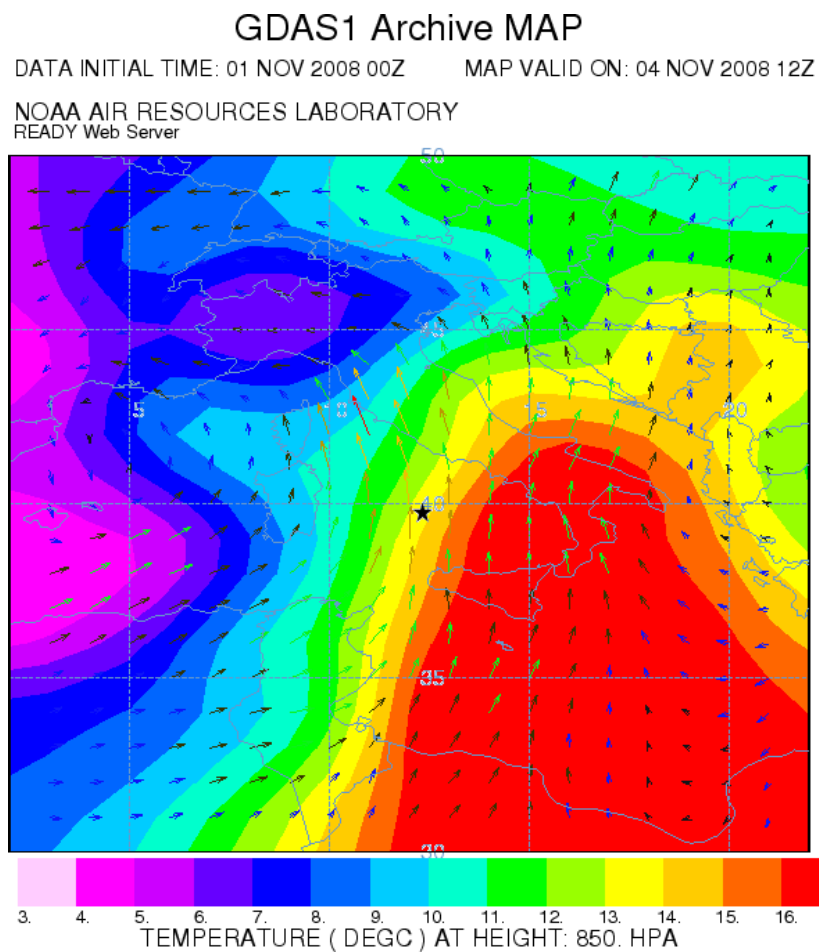 GDAS1 Archive MAP
DATA INITIAL TIME: 01 NOV 2008 00Z MAP VALID ON: 04 NOV 2008 12Z
NOAA AIR RESOURCES LABORATORY
READY Web Server
50
45
5 10 15 20
40
35
30
3. 4. 5. 6. 7. 8. 9. 10. 11. 12. 13. 14. 15. 16.
TEMPERATURE ( DEGC ) AT HEIGHT: 850. HPA